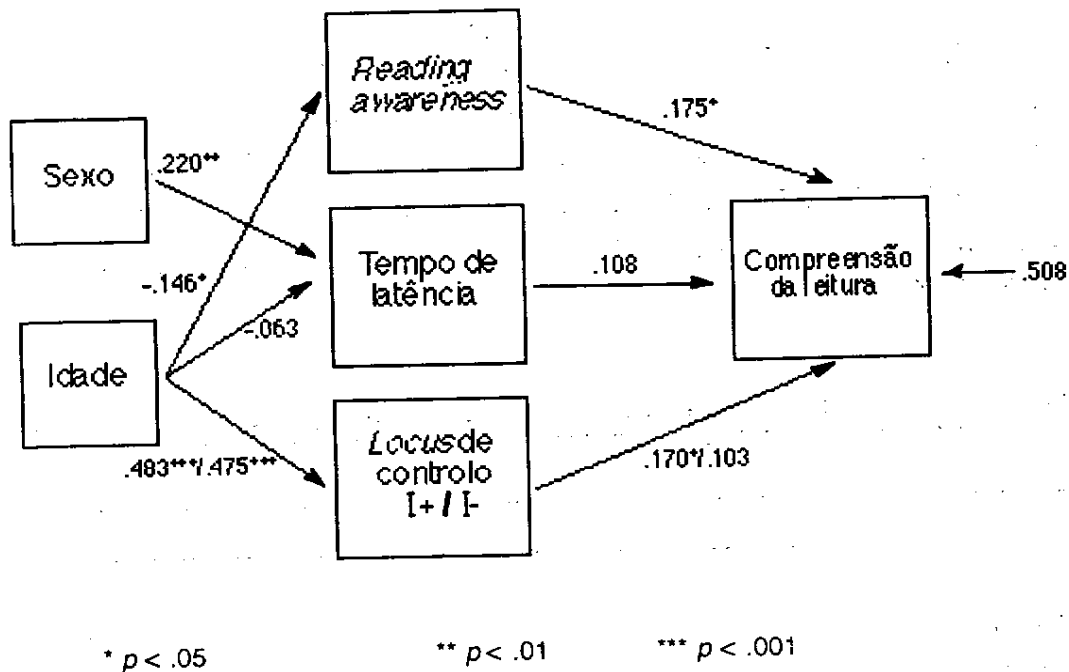 Reading
awareness
.175*
Sexo
.220**
Tempo de
latência
.108
Compreensão
da leitura
.508
-.146*
-.063
Idade
.483***/.475***
Locus de
controlo
I+ / I-
.170*/.103
* p < .05
** p < .01
*** p < .001